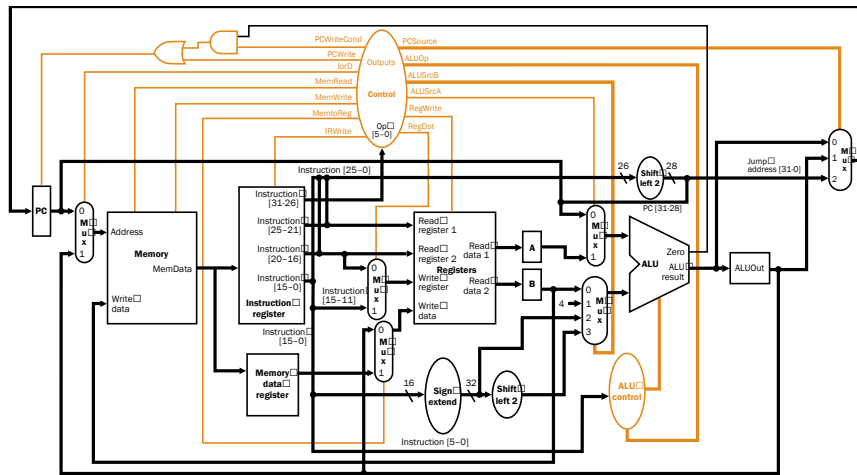 PCWriteCond
PCWrite
IorD
MemRead
MemWrite
MemtoReg
IRWrite
Outputs
Control
Op
[5–0]
PCSource
ALUOp
ALUSrcB
ALUSrcA
RegWrite
RegDst
Instruction [25–0]
26
28
Shift
left 2
Jump
address [31-0]
PC [31-28]
0
1
2
M
u
x
PC
0
M
u
x
1
Address
Memory
MemData
Write
data
Instruction
[31-26]
Instruction
[25–21]
Instruction
[20–16]
Instruction
[15–0]
Instruction
register
Instruction
[15–11]
Instruction
[15–0]
0
M
u
x
1
0
M
u
x
1
Read
register 1
Read
register 2
Write
register
Write
data
Registers
Read
data 1
Read
data 2
A
B
0
M
u
x
1
4
0
1
2
3
M
u
x
Zero
ALU
ALU
result
ALUOut
Memory
data
register
16
Sign
extend
32
Shift
left 2
ALU
control
Instruction [5–0]